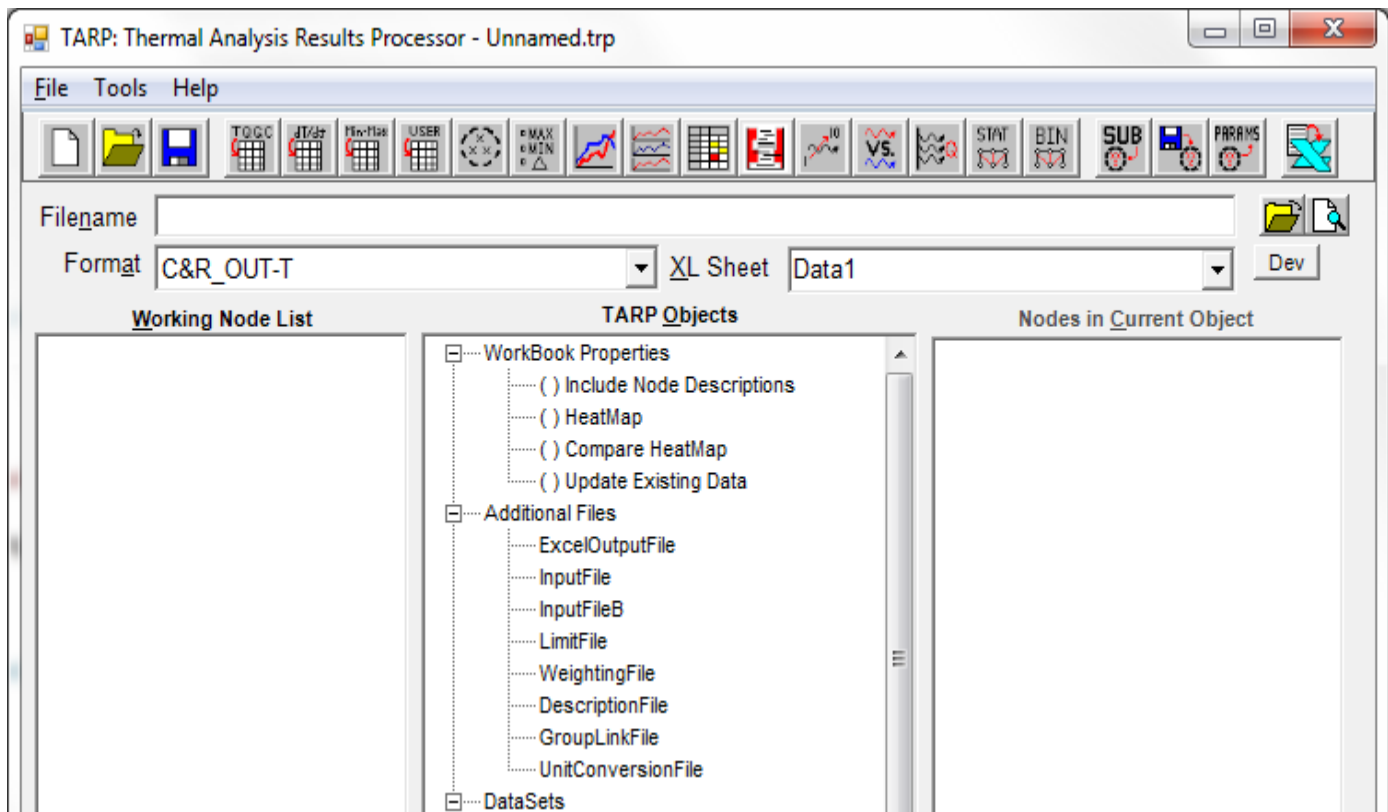 TARP: Thermal Analysis Results Processor - Unnamed.trp
File Tools Help
TQGC dT/dt Min-Max USER MAX MIN 10 VS. Q STAT BIN SUB PARAMS
Filename
Format C&R_OUT-T XL Sheet Data1 Dev
Working Node List TARP Objects Nodes in Current Object
WorkBook Properties
( ) Include Node Descriptions
( ) HeatMap
( ) Compare HeatMap
( ) Update Existing Data
Additional Files
ExcelOutputFile
InputFile
InputFileB
LimitFile
WeightingFile
DescriptionFile
GroupLinkFile
UnitConversionFile
DataSets